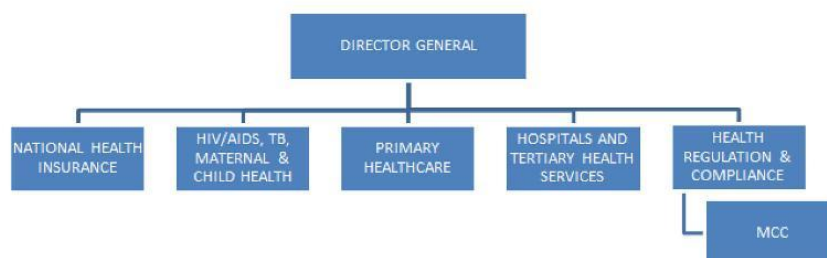 DIRECTOR GENERAL
NATIONAL HEALTH
INSURANCE
HIV/AIDS, TB,
MATERNAL &
CHILD HEALTH
PRIMARY
HEALTHCARE
HOSPITALS AND
TERTIARY HEALTH
SERVICES
HEALTH
REGULATION &
COMPLIANCE
MCC